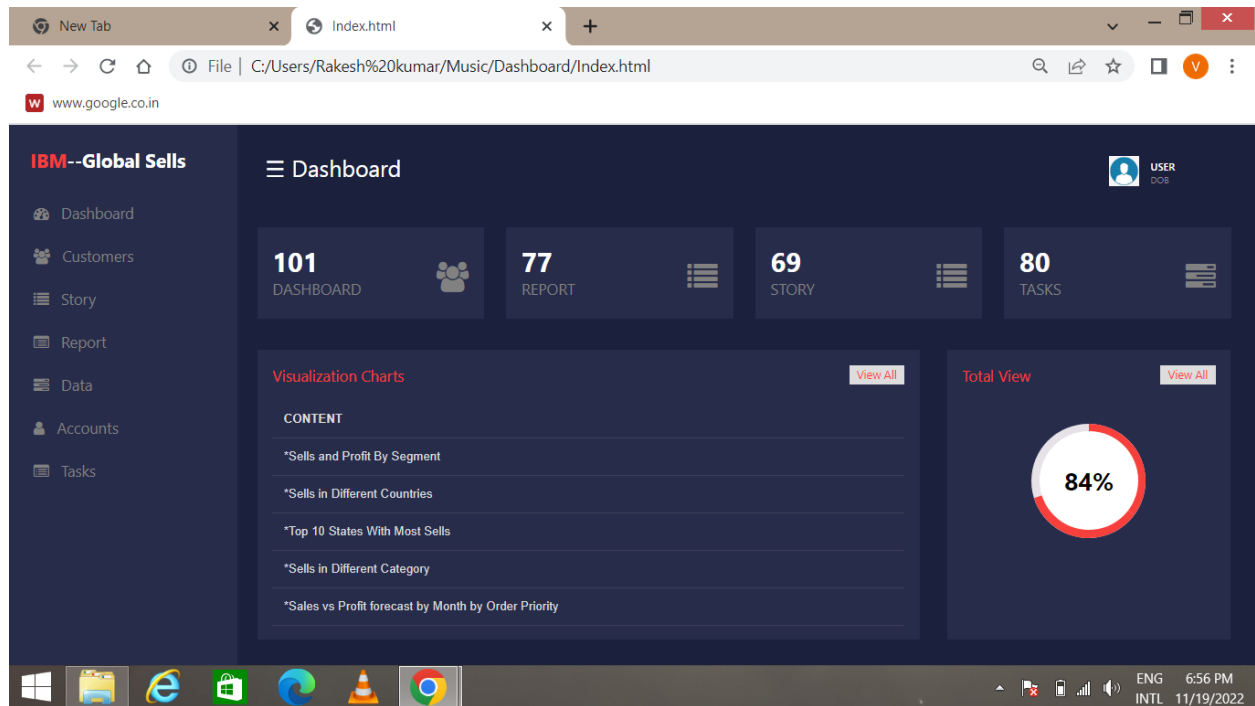 New Tab
Index.html
File | C:/Users/Rakesh%20kumar/Music/Dashboard/Index.html
V
W www.google.co.in
IBM--Global Sells
☰ Dashboard
USER
DOB
Dashboard
Customers
Story
Report
Data
Accounts
Tasks
101
DASHBOARD
77
REPORT
69
STORY
80
TASKS
Visualization Charts
View All
CONTENT
*Sells and Profit By Segment
*Sells in Different Countries
*Top 10 States With Most Sells
*Sells in Different Category
*Sales vs Profit forecast by Month by Order Priority
Total View
View All
84%
ENG 6:56 PM
INTL 11/19/2022